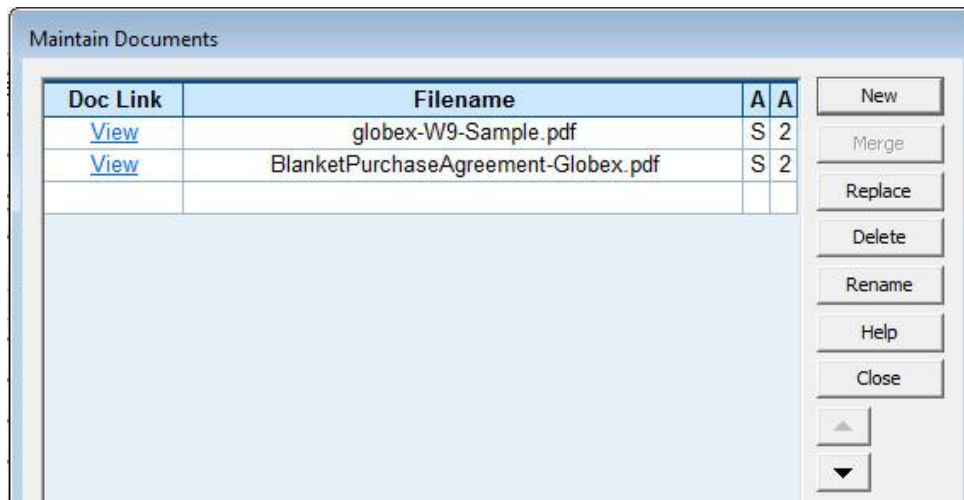 Maintain Documents
Doc Link Filename A A
View globex-W9-Sample.pdf S 2
View BlanketPurchaseAgreement-Globex.pdf S 2
New
Merge
Replace
Delete
Rename
Help
Close